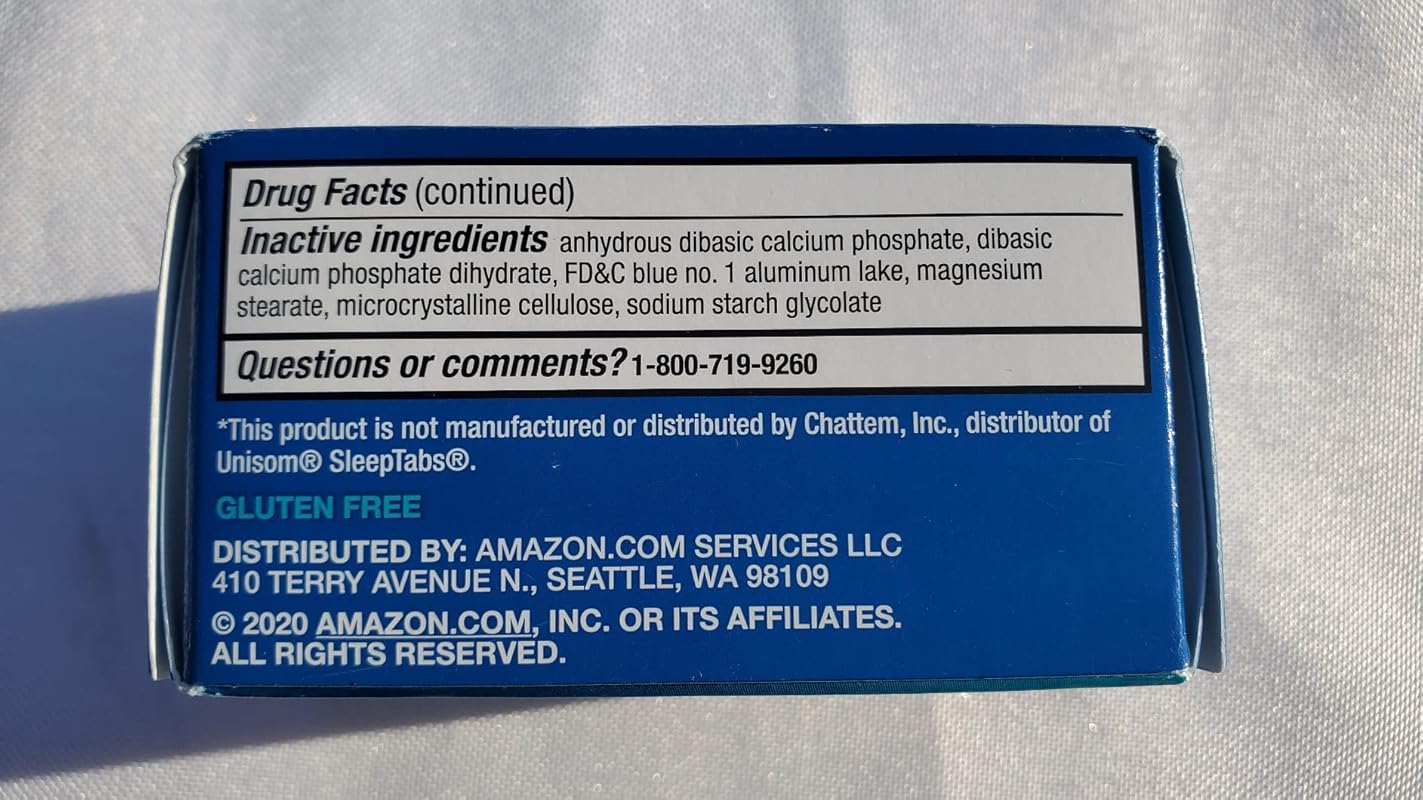 Drug Facts (continued)
Inactive ingredients anhydrous dibasic calcium phosphate, dibasic
calcium phosphate dihydrate, FD&C blue no. 1 aluminum lake, magnesium
stearate, microcrystalline cellulose, sodium starch glycolate
Questions or comments? 1-800-719-9260
*This product is not manufactured or distributed by Chattem, Inc., distributor of
Unisom® SleepTabs®.
GLUTEN FREE
DISTRIBUTED BY: AMAZON.COM SERVICES LLC
410 TERRY AVENUE N., SEATTLE, WA 98109
© 2020 AMAZON.COM, INC. OR ITS AFFILIATES.
ALL RIGHTS RESERVED.